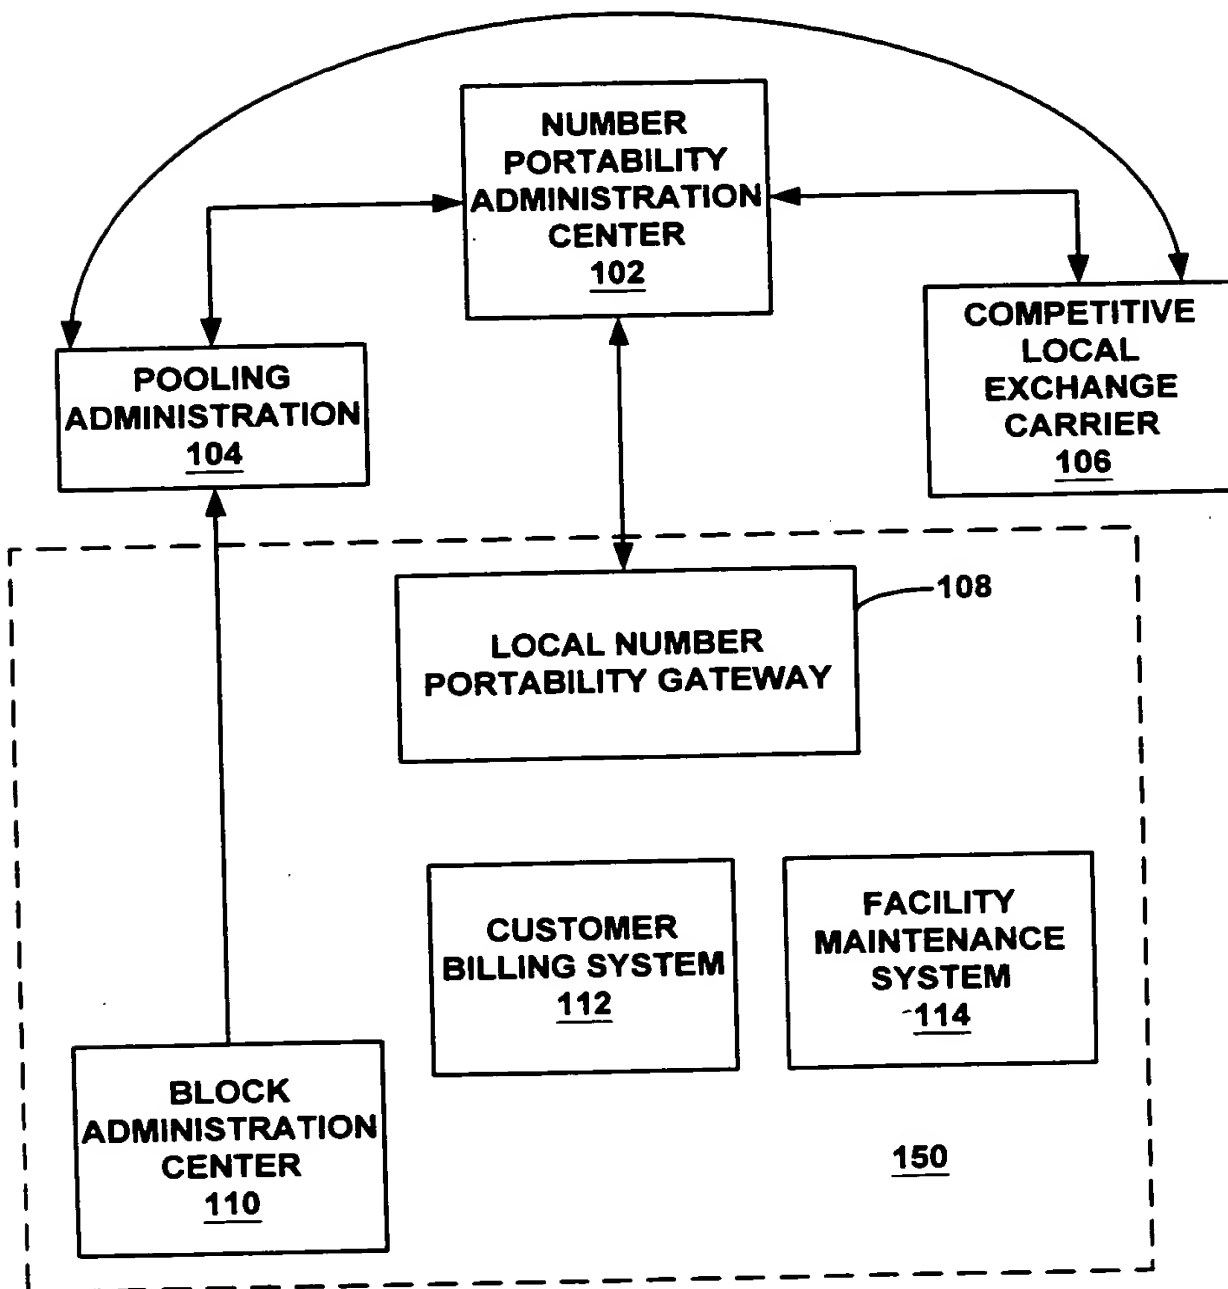 NUMBER
PORTABILITY
ADMINISTRATION
CENTER
102
COMPETITIVE
LOCAL
EXCHANGE
CARRIER
106
POOLING
ADMINISTRATION
104
108
LOCAL NUMBER
PORTABILITY GATEWAY
CUSTOMER
BILLING SYSTEM
112
FACILITY
MAINTENANCE
SYSTEM
114
BLOCK
ADMINISTRATION
CENTER
110
150